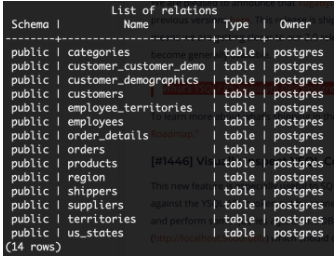 List of relations
Schema | Name | Type | Owner
--------+------------------------+-------+----------
public | categories | table | postgres
public | customer_customer_demo | table | postgres
public | customer_demographics | table | postgres
public | customers | table | postgres
public | employee_territories | table | postgres
public | employees | table | postgres
public | order_details | table | postgres
public | orders | table | postgres
public | products | table | postgres
public | region | table | postgres
public | shippers | table | postgres
public | suppliers | table | postgres
public | territories | table | postgres
public | us_states | table | postgres
(14 rows)